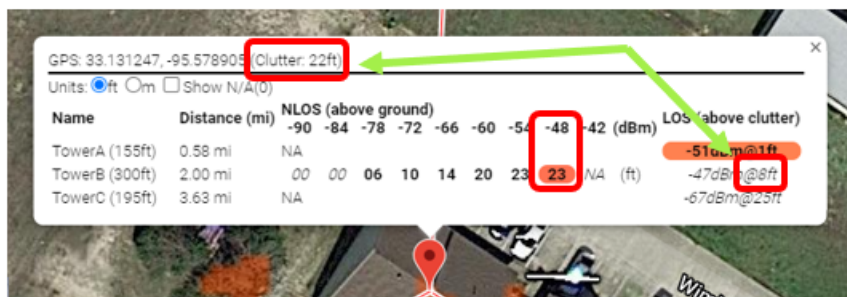 GPS: 33.131247, -95.578905 (Clutter: 22ft)
Units: ft m Show N/A(0)
Name Distance (mi) NLOS (above ground) LOS (above clutter)
-90 -84 -78 -72 -66 -60 -54 -48 -42 (dBm)
TowerA (155ft) 0.58 mi NA -51dBm@1ft
TowerB (300ft) 2.00 mi 00 00 06 10 14 20 23 23 NA (ft) -47dBm@8ft
TowerC (195ft) 3.63 mi NA -67dBm@25ft